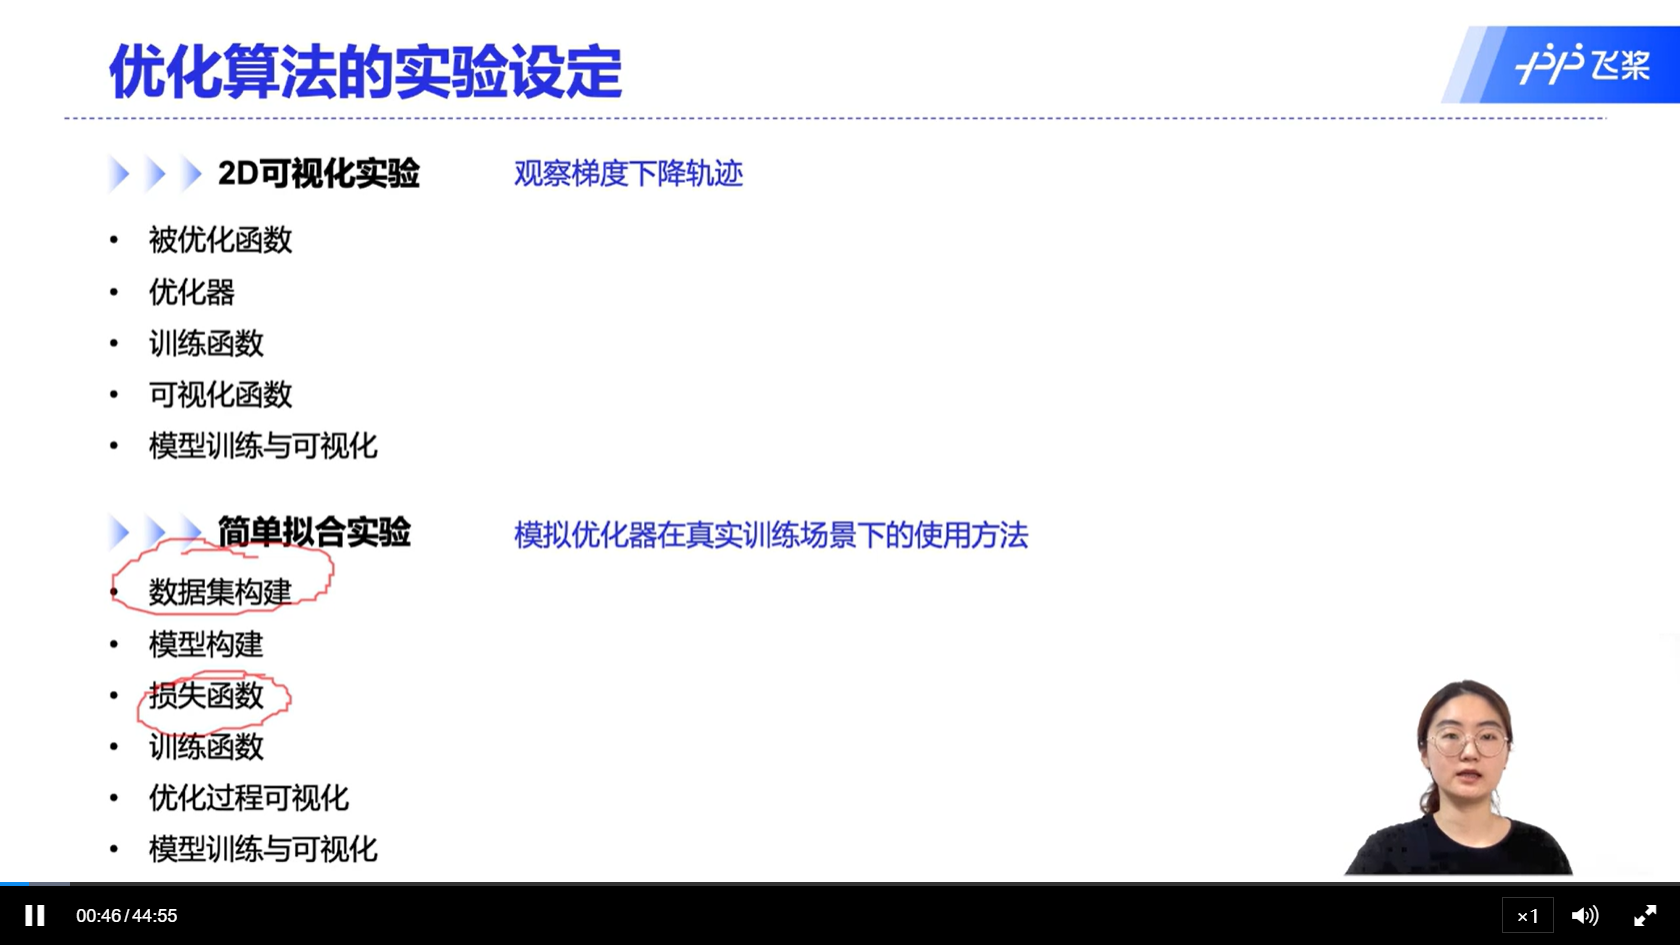 优化算法的实验设定
飞桨
2D可视化实验 观察梯度下降轨迹
• 被优化函数
• 优化器
• 训练函数
• 可视化函数
• 模型训练与可视化
简单拟合实验 模拟优化器在真实训练场景下的使用方法
• 数据集构建
• 模型构建
• 损失函数
• 训练函数
• 优化过程可视化
• 模型训练与可视化
00:46/44:55 ×1